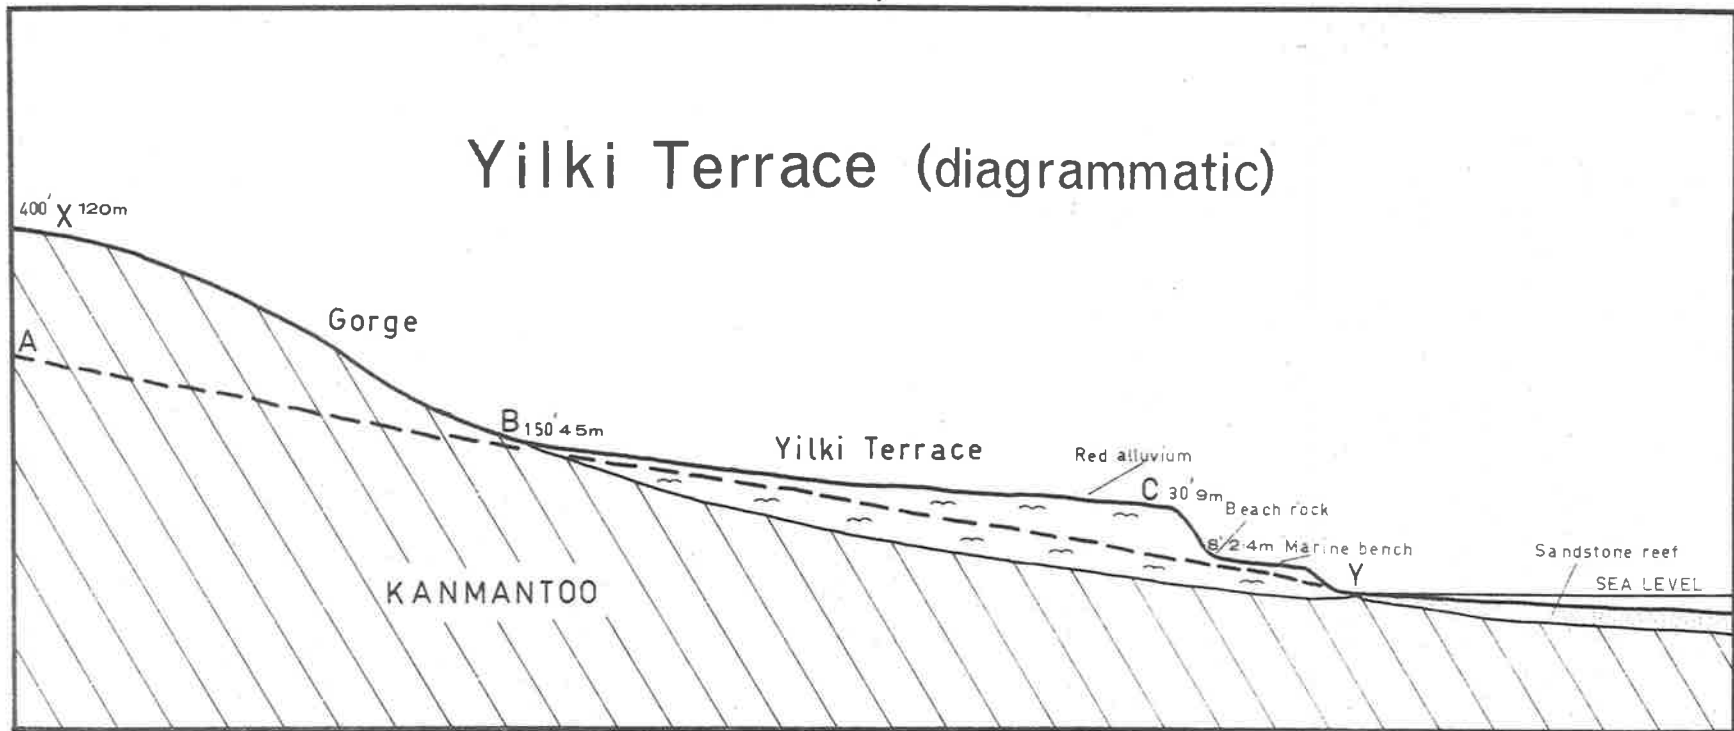 Yilki Terrace (diagrammatic)
400' X 120m
Gorge
A
B 150' 45m
Yilki Terrace
Red alluvium
C 30' 9m
Beach rock
8' 2·4m Marine bench
Sandstone reef
Y
SEA LEVEL
KANMANTOO